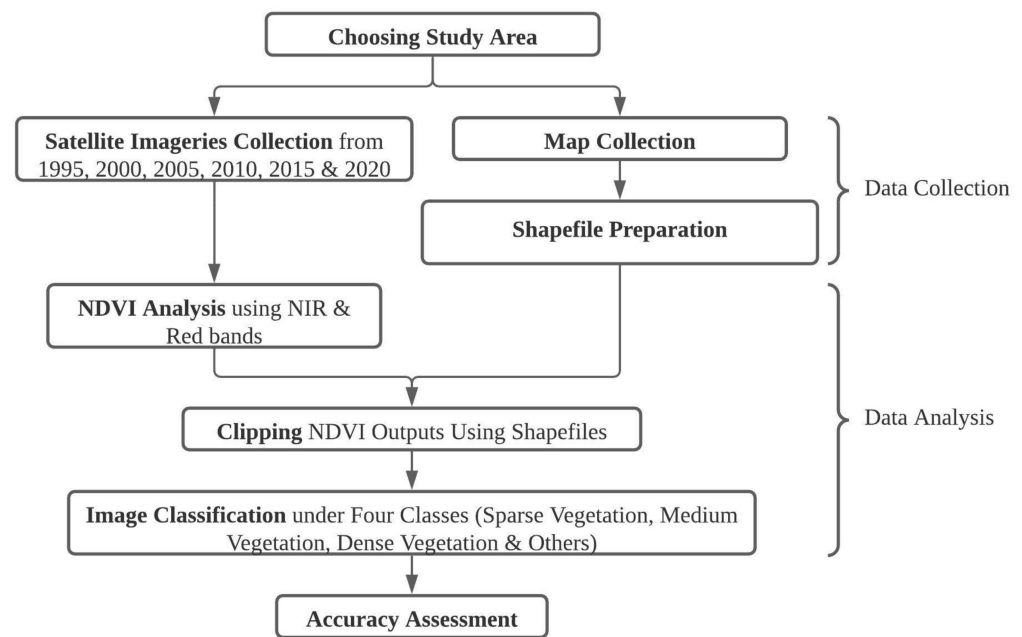 Choosing Study Area
Satellite Imageries Collection from
1995, 2000, 2005, 2010, 2015 & 2020
Map Collection
Shapefile Preparation
Data Collection
NDVI Analysis using NIR &
Red bands
Clipping NDVI Outputs Using Shapefiles
Image Classification under Four Classes (Sparse Vegetation, Medium
Vegetation, Dense Vegetation & Others)
Data Analysis
Accuracy Assessment